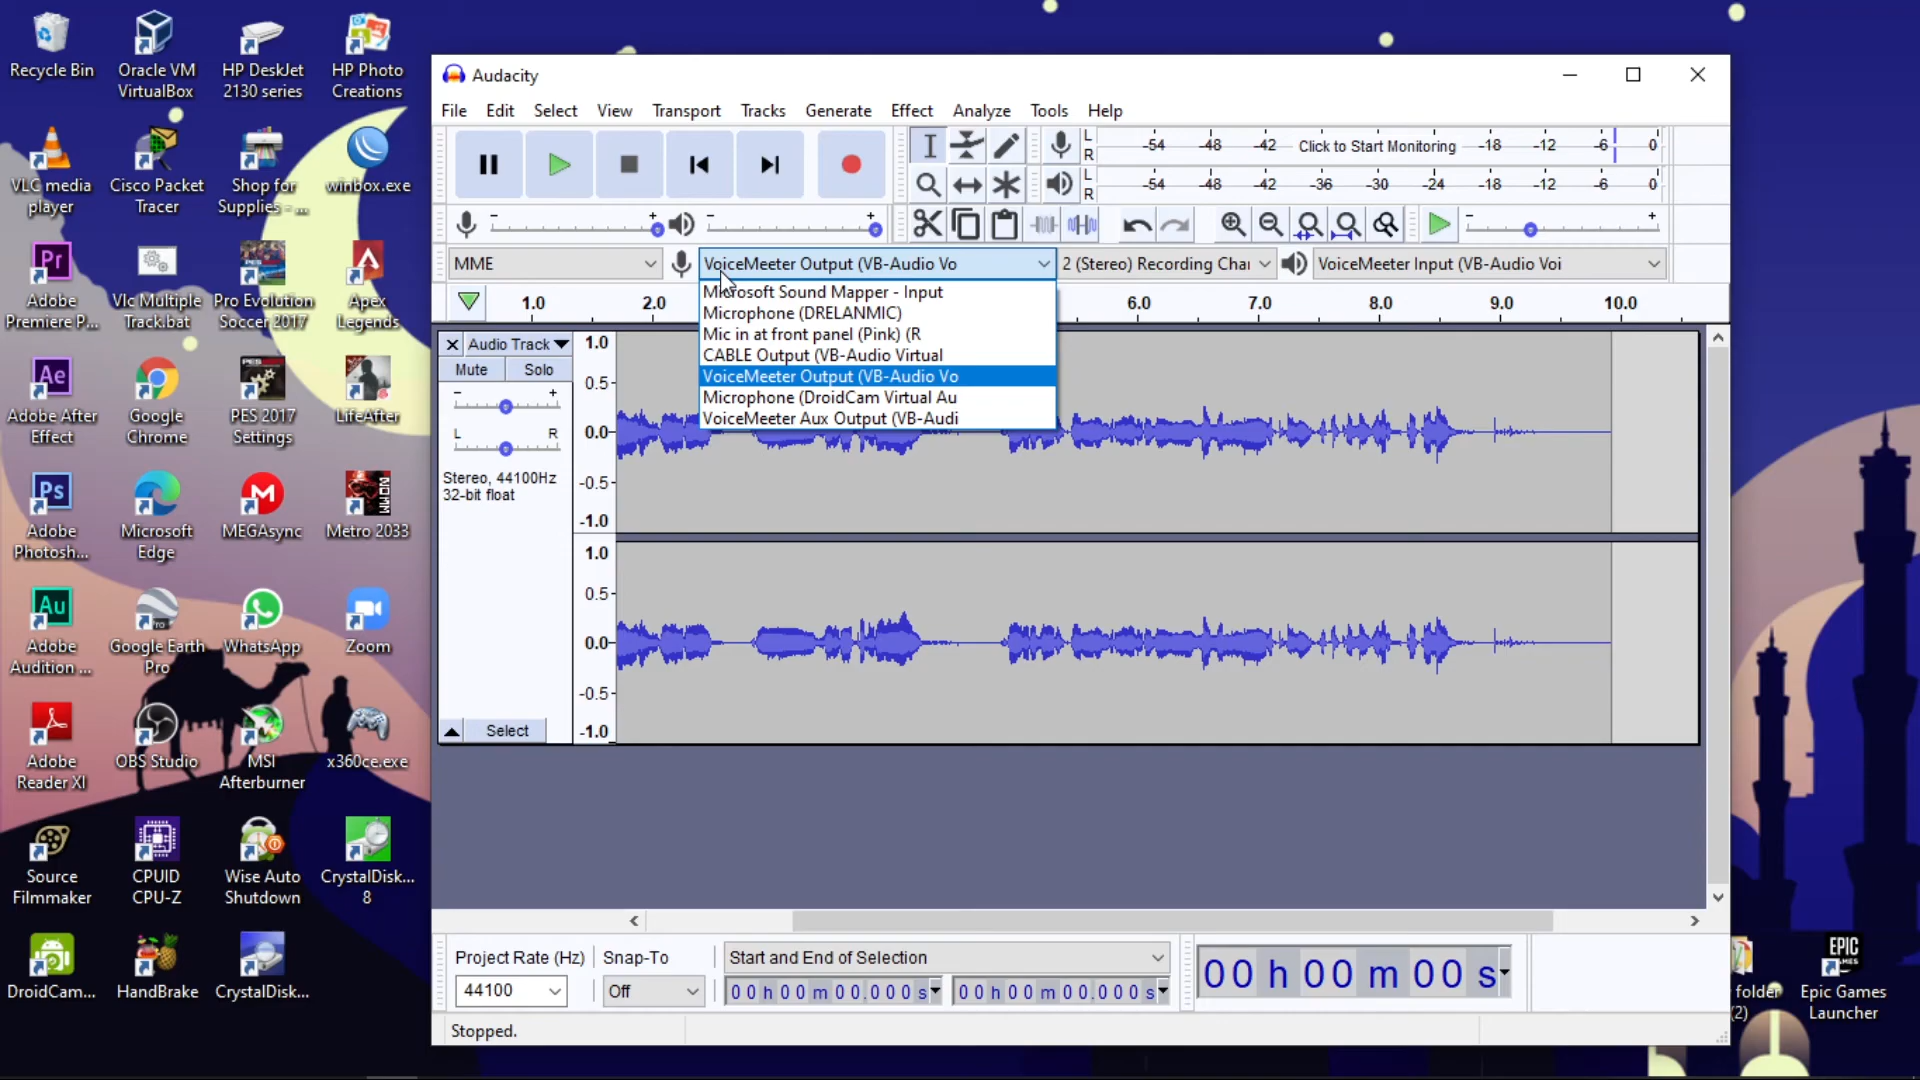 Recycle Bin
Oracle VM
VirtualBox
HP DeskJet
2130 series
HP Photo
Creations
VLC media
player
Cisco Packet
Tracer
Shop for
Supplies - ...
winbox.exe
Adobe
Premiere P...
Vlc Multiple
Track.bat
Pro Evolution
Soccer 2017
Apex
Legends
Adobe After
Effect
Google
Chrome
PES 2017
Settings
LifeAfter
Adobe
Photosh...
Microsoft
Edge
MEGAsync
Metro 2033
Adobe
Audition ...
Google Earth
Pro
WhatsApp
Zoom
Adobe
Reader XI
OBS Studio
MSI
Afterburner
x360ce.exe
Source
Filmmaker
CPUID
CPU-Z
Wise Auto
Shutdown
CrystalDisk...
8
DroidCam...
HandBrake
CrystalDisk...
Audacity
File Edit Select View Transport Tracks Generate Effect Analyze Tools Help
L
R
-54 -48 -42 Click to Start Monitoring -18 -12 -6 0
L
R
-54 -48 -42 -36 -30 -24 -18 -12 -6 0
MME
VoiceMeeter Output (VB-Audio Vo
2 (Stereo) Recording Chai
VoiceMeeter Input (VB-Audio Voi
1.0 2.0 6.0 7.0 8.0 9.0 10.0
Microsoft Sound Mapper - Input
Microphone (DRELANMIC)
Mic in at front panel (Pink) (R
CABLE Output (VB-Audio Virtual
VoiceMeeter Output (VB-Audio Vo
Microphone (DroidCam Virtual Au
VoiceMeeter Aux Output (VB-Audi
Audio Track
Mute Solo
- +
L R
Stereo, 44100Hz
32-bit float
Select
1.0
0.5
0.0
-0.5
-1.0
1.0
0.5
0.0
-0.5
-1.0
Project Rate (Hz)
44100
Snap-To
Off
Start and End of Selection
00 h 00 m 00.000 s
00 h 00 m 00.000 s
00 h 00 m 00 s
Stopped.
folder
(2)
Epic Games
Launcher